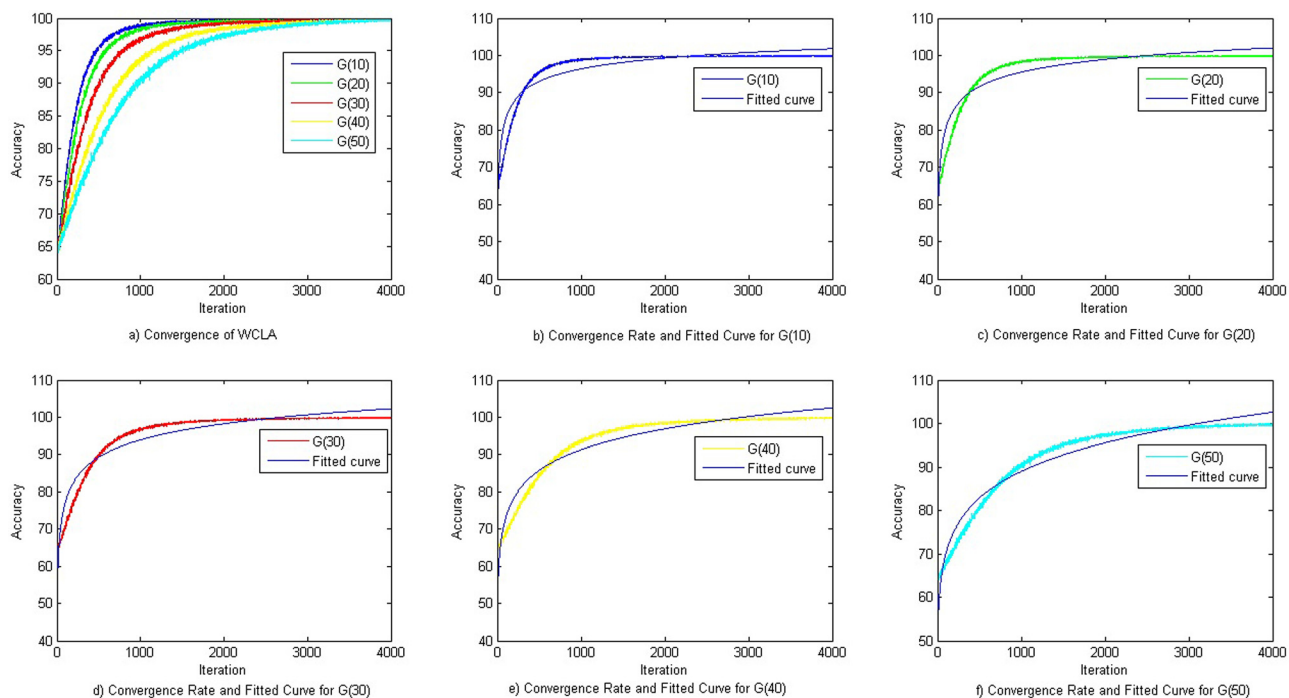 100
95
90
85
80
75
70
65
60
Accuracy
G(10)
G(20)
G(30)
G(40)
G(50)
0 1000 2000 3000 4000
Iteration
a) Convergence of WCLA
110
100
90
80
70
60
50
40
Accuracy
G(10)
Fitted curve
0 1000 2000 3000 4000
Iteration
b) Convergence Rate and Fitted Curve for G(10)
110
100
90
80
70
60
50
40
Accuracy
G(20)
Fitted curve
0 1000 2000 3000 4000
Iteration
c) Convergence Rate and Fitted Curve for G(20)
110
100
90
80
70
60
50
40
Accuracy
G(30)
Fitted curve
0 1000 2000 3000 4000
Iteration
d) Convergence Rate and Fitted Curve for G(30)
110
100
90
80
70
60
50
40
Accuracy
G(40)
Fitted curve
0 1000 2000 3000 4000
Iteration
e) Convergence Rate and Fitted Curve for G(40)
110
100
90
80
70
60
50
Accuracy
G(50)
Fitted curve
0 1000 2000 3000 4000
Iteration
f) Convergence Rate and Fitted Curve for G(50)